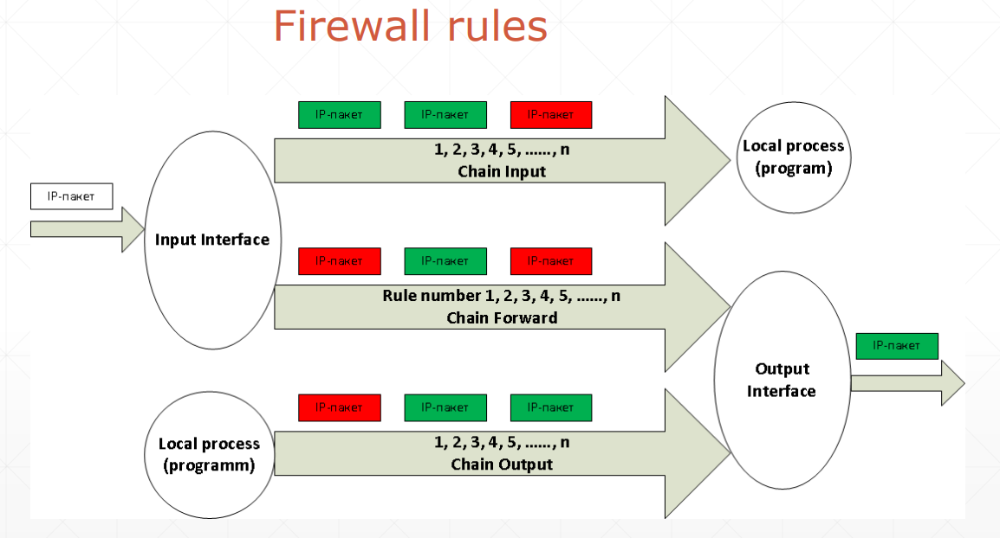 Firewall rules
IP-пакет
IP-пакет
IP-пакет
1, 2, 3, 4, 5, ……, n
Chain Input
Local process
(program)
IP-пакет
Input Interface
IP-пакет
IP-пакет
IP-пакет
Rule number 1, 2, 3, 4, 5, ……, n
Chain Forward
IP-пакет
Output
Interface
IP-пакет
IP-пакет
IP-пакет
1, 2, 3, 4, 5, ……, n
Chain Output
Local process
(programm)